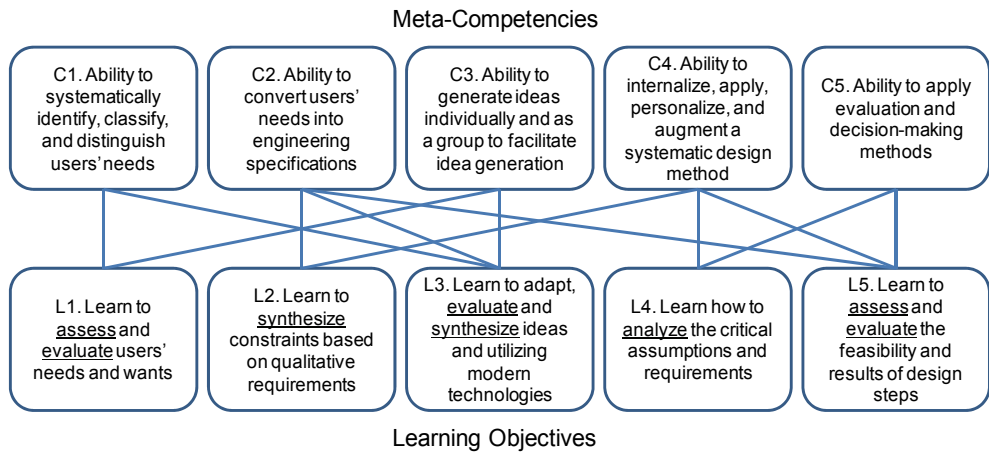 Meta-Competencies
C1. Ability to
systematically
identify, classify,
and distinguish
users' needs
C2. Ability to
convert users'
needs into
engineering
specifications
C3. Ability to
generate ideas
individually and as
a group to facilitate
idea generation
C4. Ability to
internalize, apply,
personalize, and
augment a
systematic design
method
C5. Ability to apply
evaluation and
decision-making
methods
L1. Learn to
assess and
evaluate users'
needs and wants
L2. Learn to
synthesize
constraints based
on qualitative
requirements
L3. Learn to adapt,
evaluate and
synthesize ideas
and utilizing
modern
technologies
L4. Learn how to
analyze the critical
assumptions and
requirements
L5. Learn to
assess and
evaluate the
feasibility and
results of design
steps
Learning Objectives